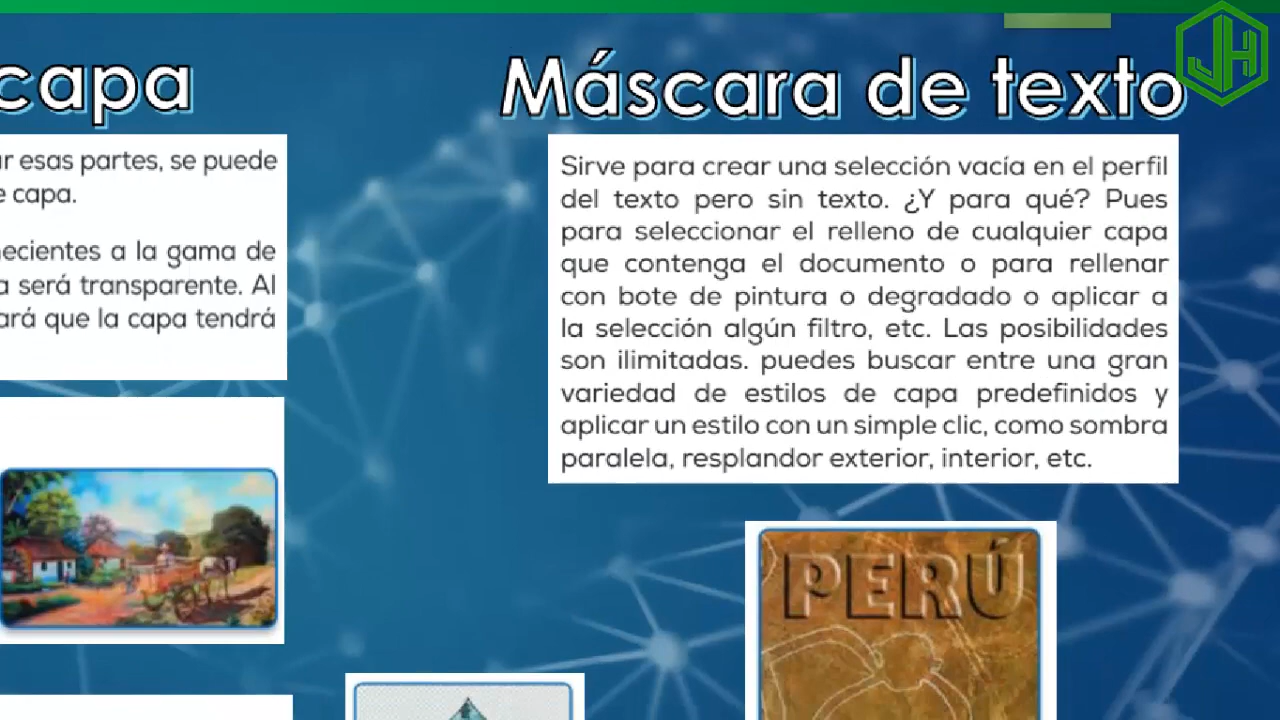 capa
esas partes, se puede
capa.
a la gama de
será transparente. Al
que la capa tendrá
Máscara de texto
JH
Sirve para crear una selección vacía en el perfil
del texto pero sin texto. ¿Y para qué? Pues
para seleccionar el relleno de cualquier capa
que contenga el documento o para rellenar
con bote de pintura o degradado o aplicar a
la selección algún filtro, etc. Las posibilidades
son ilimitadas. puedes buscar entre una gran
variedad de estilos de capa predefinidos y
aplicar un estilo con un simple clic, como sombra
paralela, resplandor exterior, interior, etc.
PERÚ